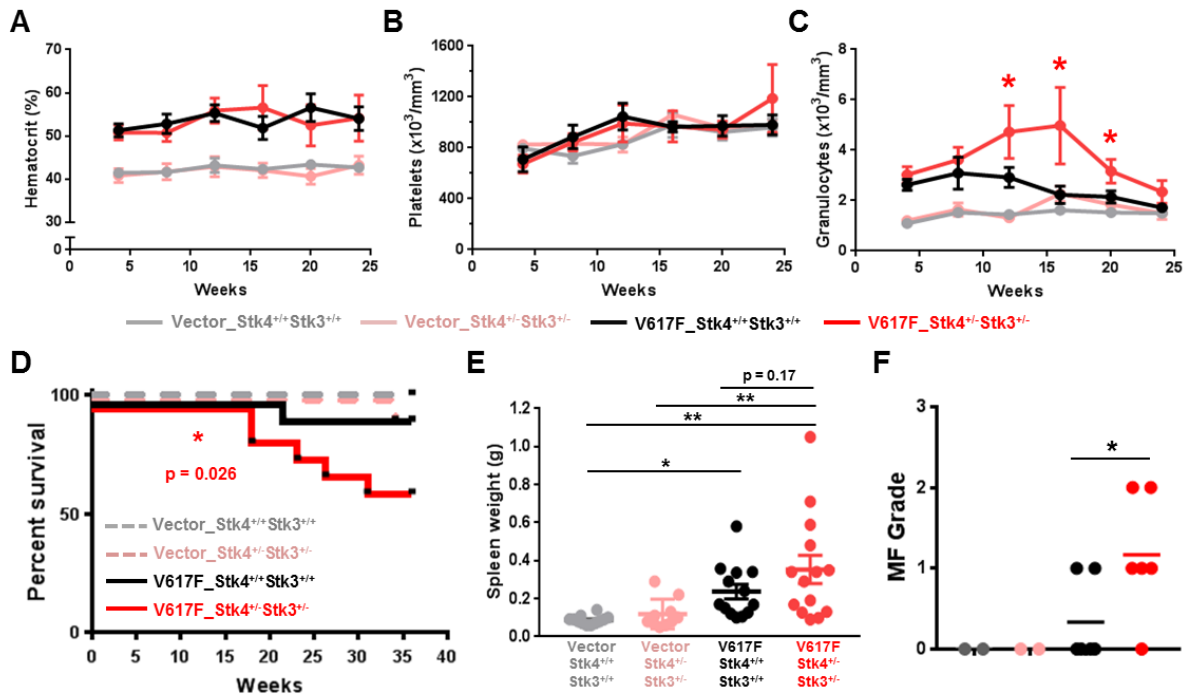 A
B
C
Hematocrit (%)
70
60
50
40
30
0
0 5 10 15 20 25
Weeks
Platelets (x10³/mm³)
1600
1200
800
400
0
0 5 10 15 20 25
Weeks
Granulocytes (x10³/mm³)
8
6
4
2
0
* * *
0 5 10 15 20 25
Weeks
Vector_Stk4+/+Stk3+/+ Vector_Stk4+/-Stk3+/- V617F_Stk4+/+Stk3+/+ V617F_Stk4+/-Stk3+/-
D
Percent survival
100
50
0
*
p = 0.026
Vector_Stk4+/+Stk3+/+
Vector_Stk4+/-Stk3+/-
V617F_Stk4+/+Stk3+/+
V617F_Stk4+/-Stk3+/-
0 5 10 15 20 25 30 35 40
Weeks
E
p = 0.17
**
**
*
Spleen weight (g)
1.2
1.0
0.8
0.6
0.4
0.2
0.0
Vector Vector V617F V617F
Stk4+/+ Stk4+/- Stk4+/+ Stk4+/-
Stk3+/+ Stk3+/- Stk3+/+ Stk3+/-
F
MF Grade
3
2
1
0
*